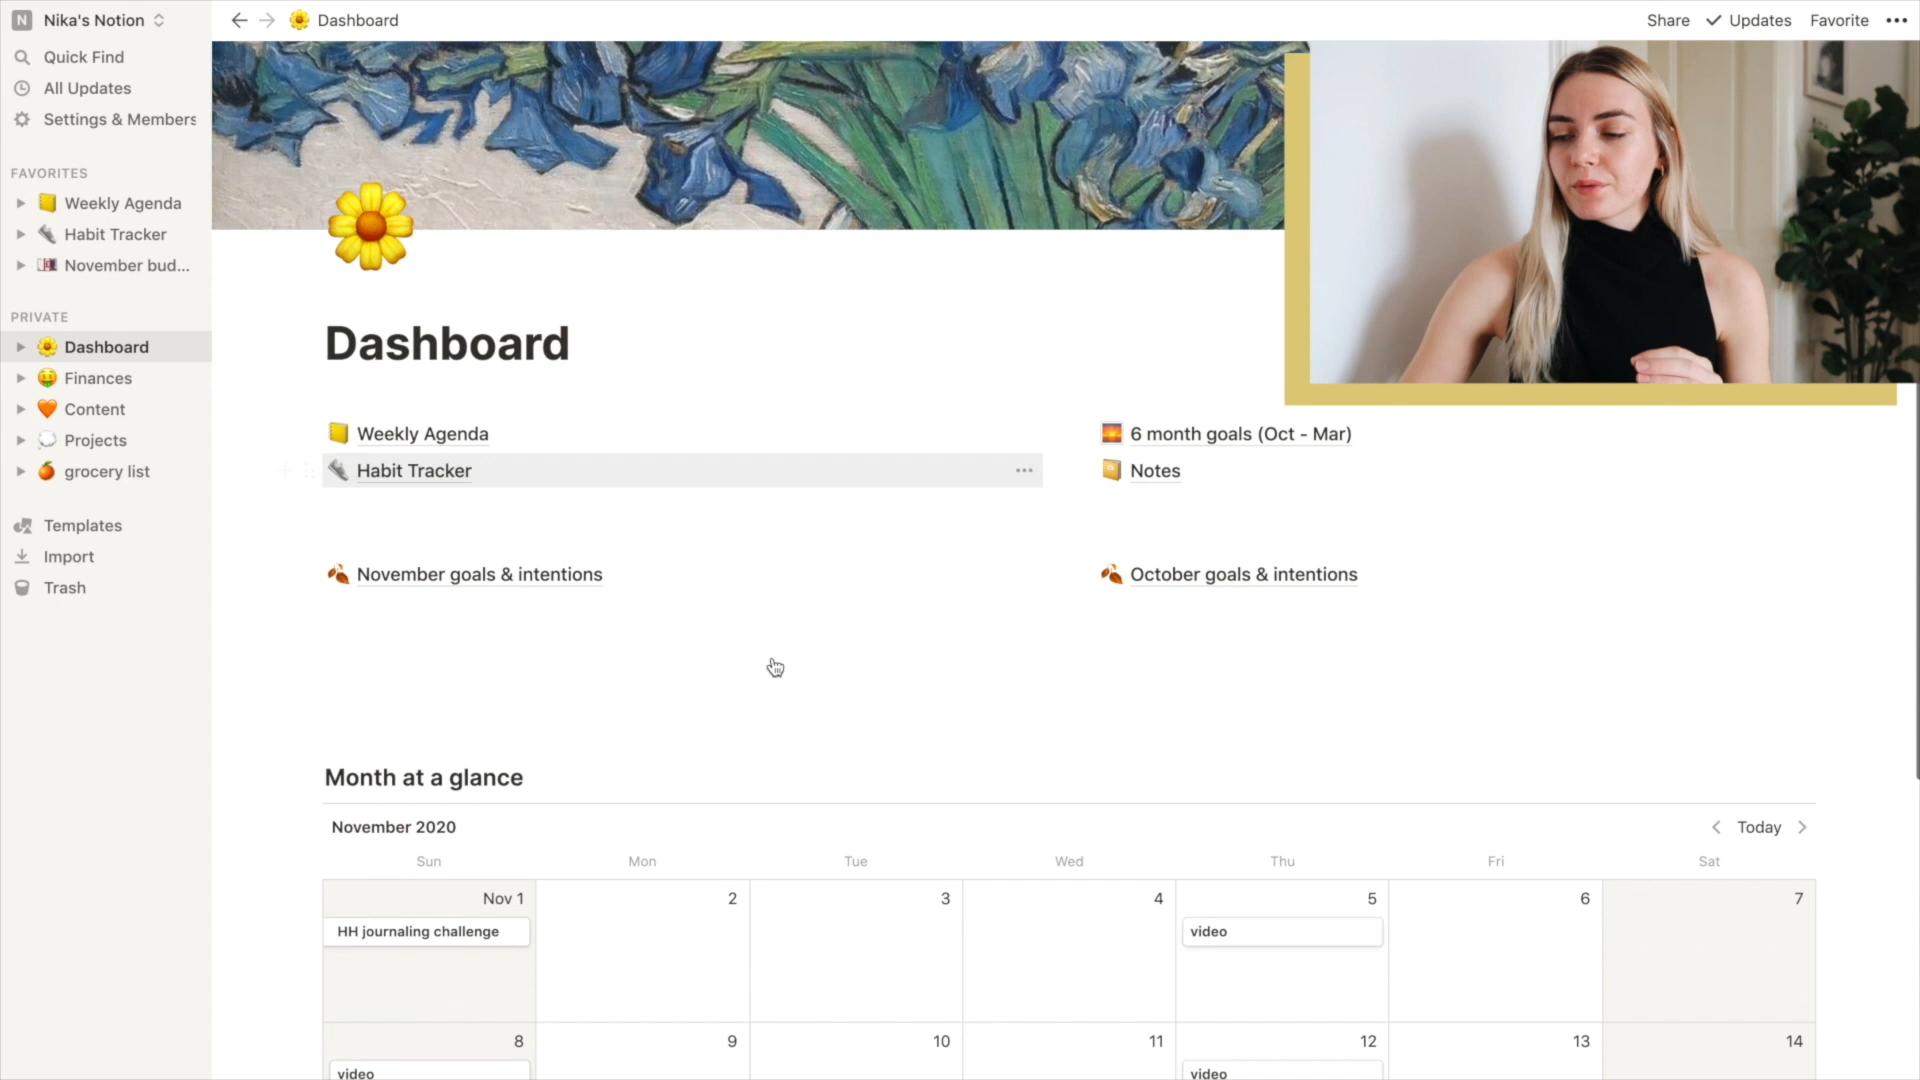 N Nika's Notion
Dashboard
Share
Updates
Favorite
Quick Find
All Updates
Settings & Members
FAVORITES
Weekly Agenda
Habit Tracker
November bud...
PRIVATE
Dashboard
Finances
Content
Projects
grocery list
Templates
Import
Trash
Dashboard
Weekly Agenda
Habit Tracker
6 month goals (Oct - Mar)
Notes
November goals & intentions
October goals & intentions
Month at a glance
November 2020
Today
Sun Mon Tue Wed Thu Fri Sat
Nov 1 2 3 4 5 6 7
HH journaling challenge
video
8 9 10 11 12 13 14
video
video